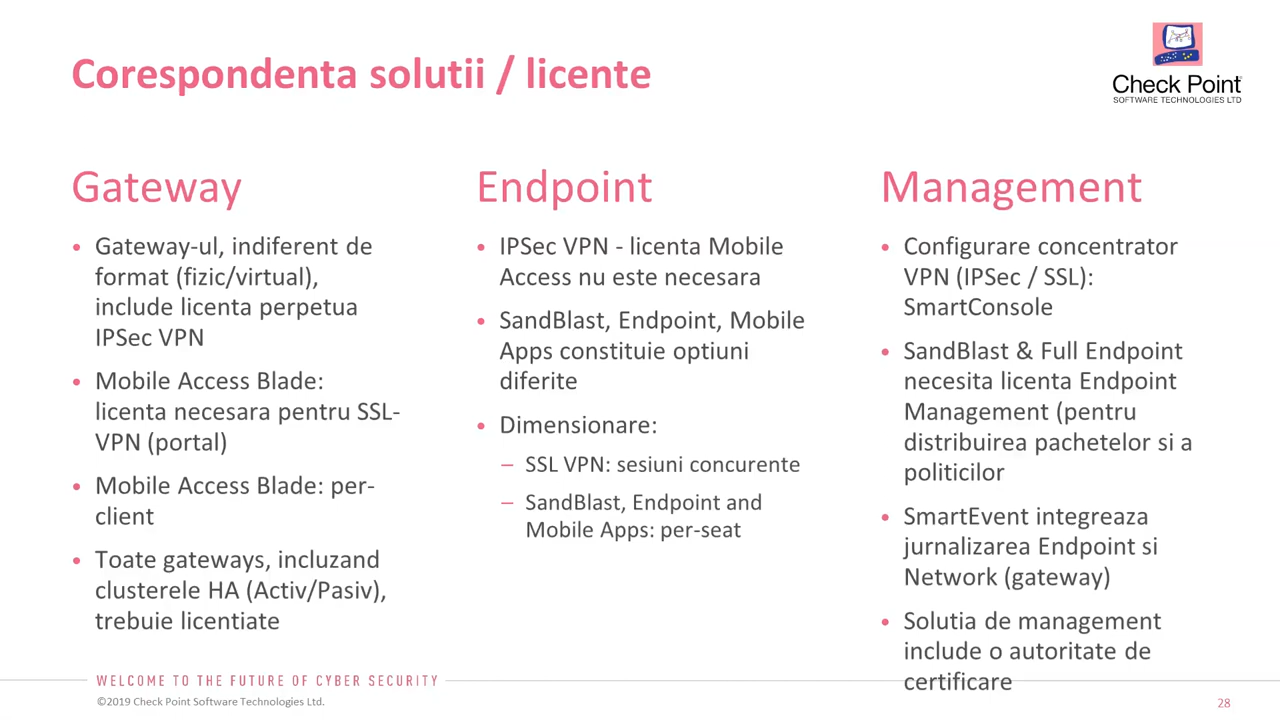 Corespondenta solutii / licente
Check Point
SOFTWARE TECHNOLOGIES LTD
Gateway
• Gateway-ul, indiferent de
format (fizic/virtual),
include licenta perpetua
IPSec VPN
• Mobile Access Blade:
licenta necesara pentru SSL-
VPN (portal)
• Mobile Access Blade: per-
client
• Toate gateways, incluzand
clusterele HA (Activ/Pasiv),
trebuie licentiate
Endpoint
• IPSec VPN - licenta Mobile
Access nu este necesara
• SandBlast, Endpoint, Mobile
Apps constituie optiuni
diferite
• Dimensionare:
– SSL VPN: sesiuni concurente
– SandBlast, Endpoint and
Mobile Apps: per-seat
Management
• Configurare concentrator
VPN (IPSec / SSL):
SmartConsole
• SandBlast & Full Endpoint
necesita licenta Endpoint
Management (pentru
distribuirea pachetelor si a
politicilor
• SmartEvent integreaza
jurnalizarea Endpoint si
Network (gateway)
• Solutia de management
include o autoritate de
certificare
WELCOME TO THE FUTURE OF CYBER SECURITY
©2019 Check Point Software Technologies Ltd.
28